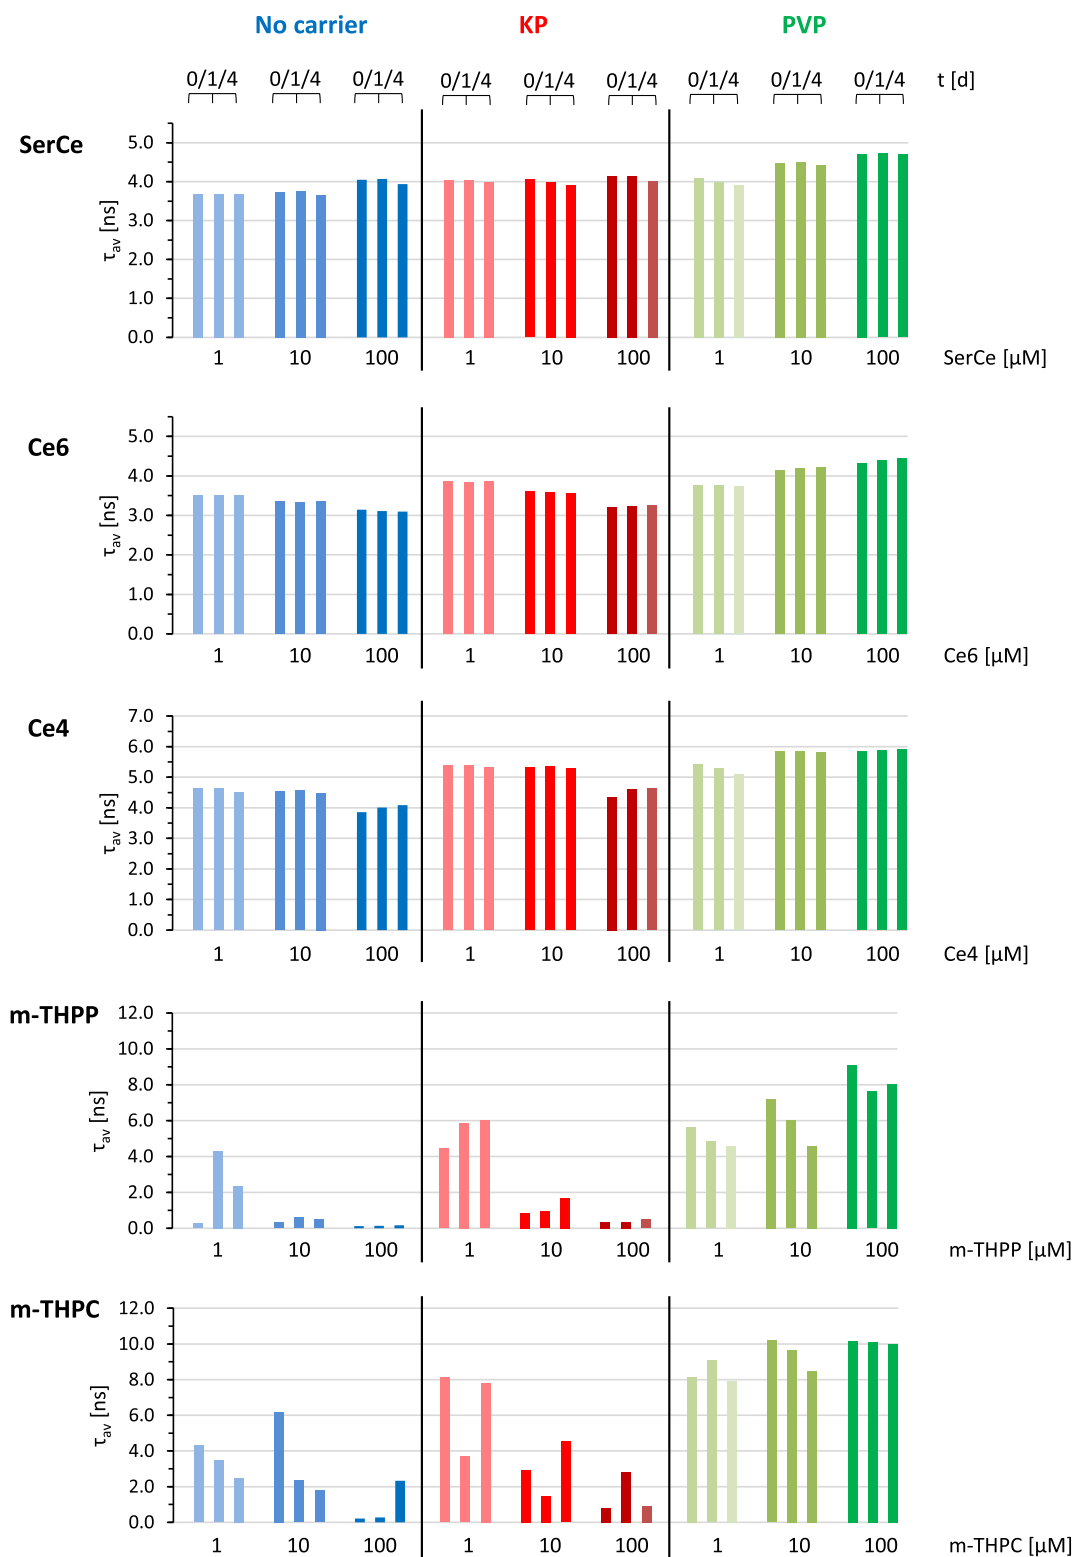 No carrier KP PVP
0/1/4 0/1/4 0/1/4 0/1/4 0/1/4 0/1/4 0/1/4 0/1/4 0/1/4 t [d]
SerCe
τav [ns]
5.0
4.0
3.0
2.0
1.0
0.0
1 10 100 1 10 100 1 10 100 SerCe [μM]
Ce6
τav [ns]
5.0
4.0
3.0
2.0
1.0
0.0
1 10 100 1 10 100 1 10 100 Ce6 [μM]
Ce4
τav [ns]
7.0
6.0
5.0
4.0
3.0
2.0
1.0
0.0
1 10 100 1 10 100 1 10 100 Ce4 [μM]
m-THPP
τav [ns]
12.0
10.0
8.0
6.0
4.0
2.0
0.0
1 10 100 1 10 100 1 10 100 m-THPP [μM]
m-THPC
τav [ns]
12.0
10.0
8.0
6.0
4.0
2.0
0.0
1 10 100 1 10 100 1 10 100 m-THPC [μM]